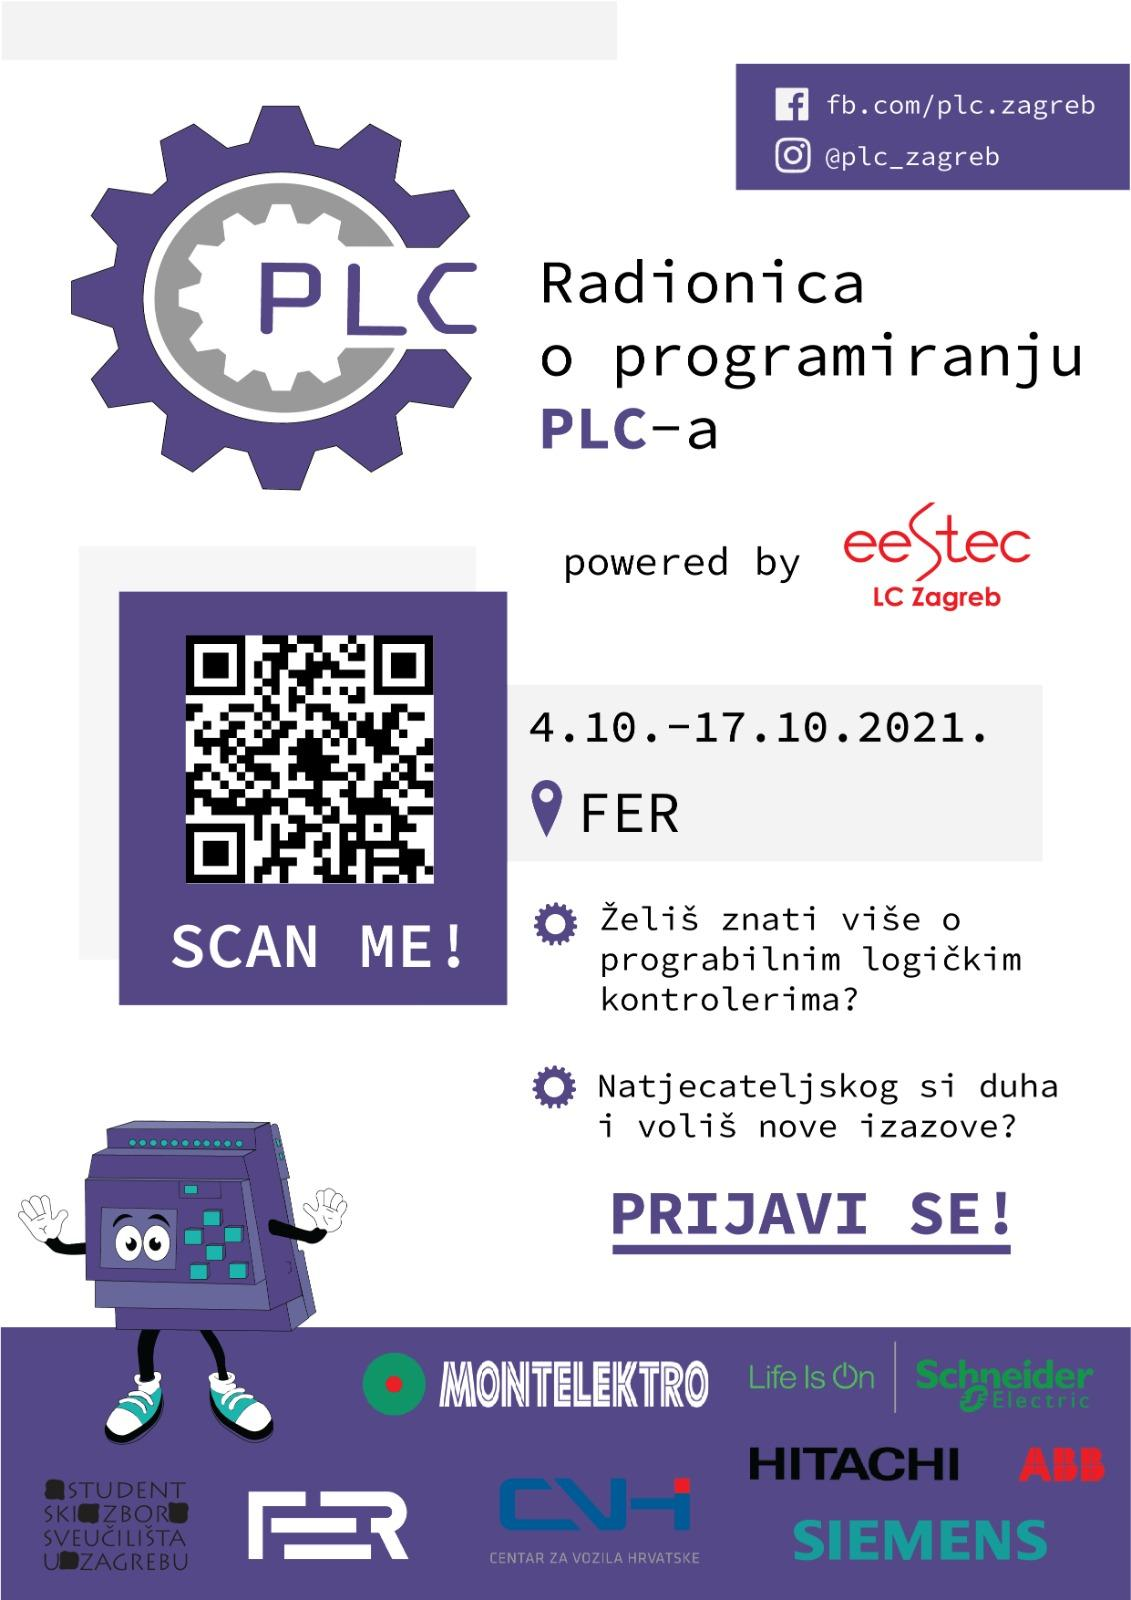 fb.com/plc.zagreb
@plc_zagreb
PLC
Radionica
o programiranju
PLC-a
powered by
eeStec
LC Zagreb
4.10.-17.10.2021.
FER
SCAN ME!
Želiš znati više o
prograbilnim logičkim
kontrolerima?
Natjecateljskog si duha
i voliš nove izazove?
PRIJAVI SE!
MONTELEKTRO
Life Is On
Schneider
Electric
HITACHI
ABB
STUDENT
SKI ZBOR
SVEUČILIŠTA
U ZAGREBU
FER
CVH
CENTAR ZA VOZILA HRVATSKE
SIEMENS